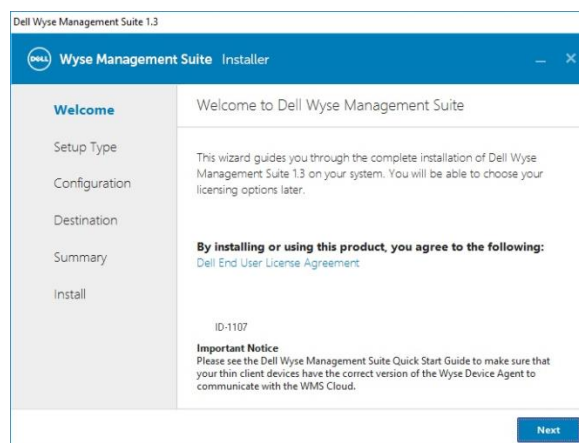 Dell Wyse Management Suite 1.3
DELL Wyse Management Suite Installer
Welcome
Setup Type
Configuration
Destination
Summary
Install
Welcome to Dell Wyse Management Suite
This wizard guides you through the complete installation of Dell Wyse
Management Suite 1.3 on your system. You will be able to choose your
licensing options later.
By installing or using this product, you agree to the following:
Dell End User License Agreement
ID-1107
Important Notice
Please see the Dell Wyse Management Suite Quick Start Guide to make sure that
your thin client devices have the correct version of the Wyse Device Agent to
communicate with the WMS Cloud.
Next